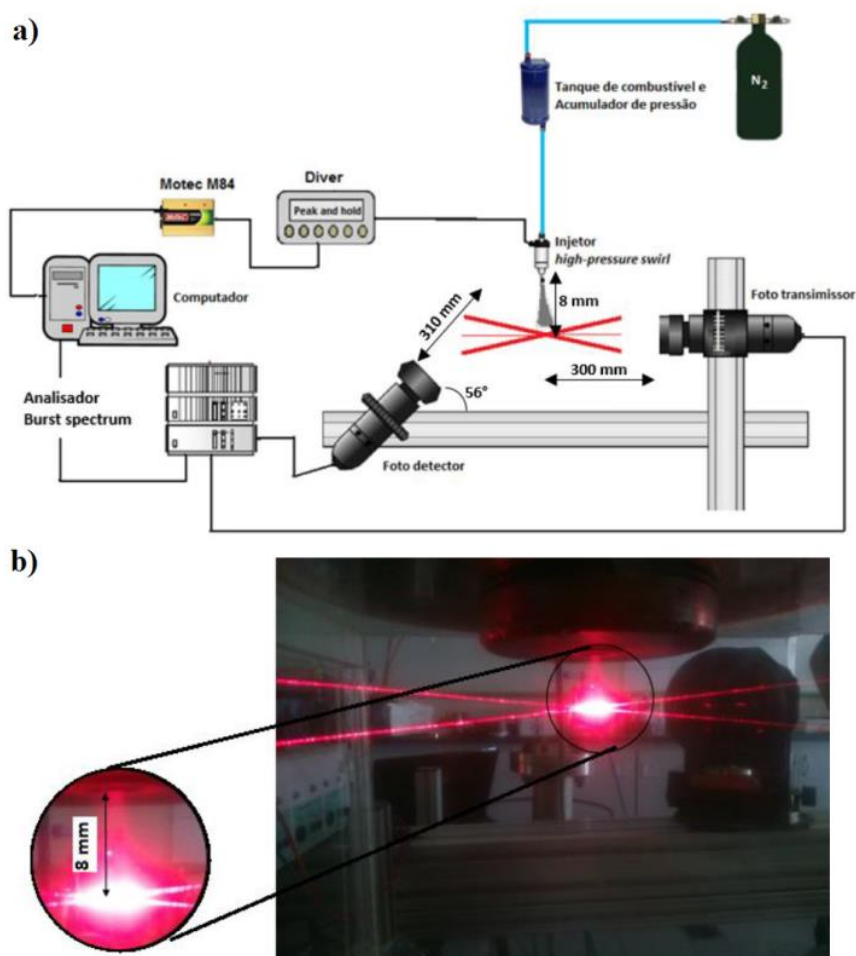 a)
N2
Tanque de combustível e
Acumulador de pressão
Motec M84
Diver
Peak and hold
Injetor
high-pressure swirl
8 mm
Foto transimissor
Computador
310 mm
300 mm
56°
Analisador
Burst spectrum
Foto detector
b)
8 mm